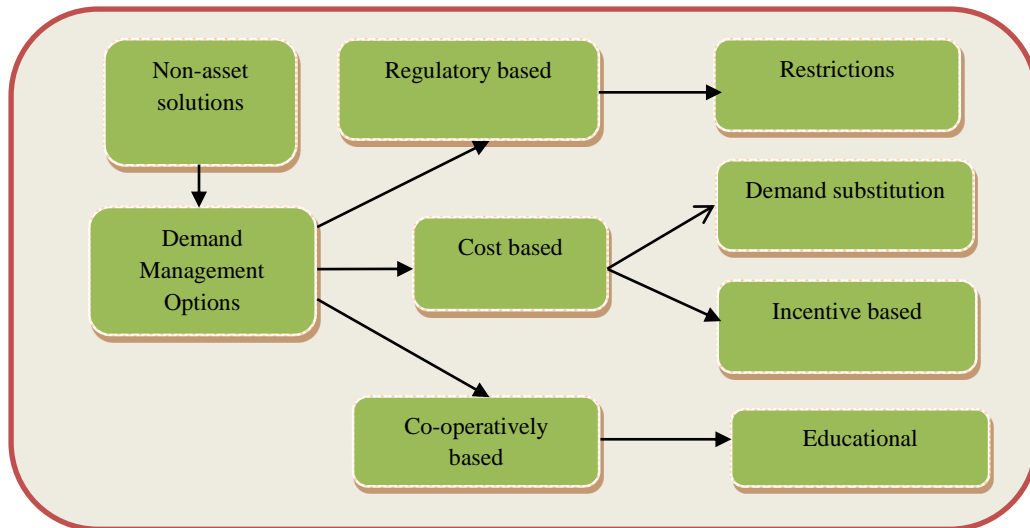 Non-asset
solutions
Regulatory based
Restrictions
Demand substitution
Demand
Management
Options
Cost based
Incentive based
Co-operatively
based
Educational